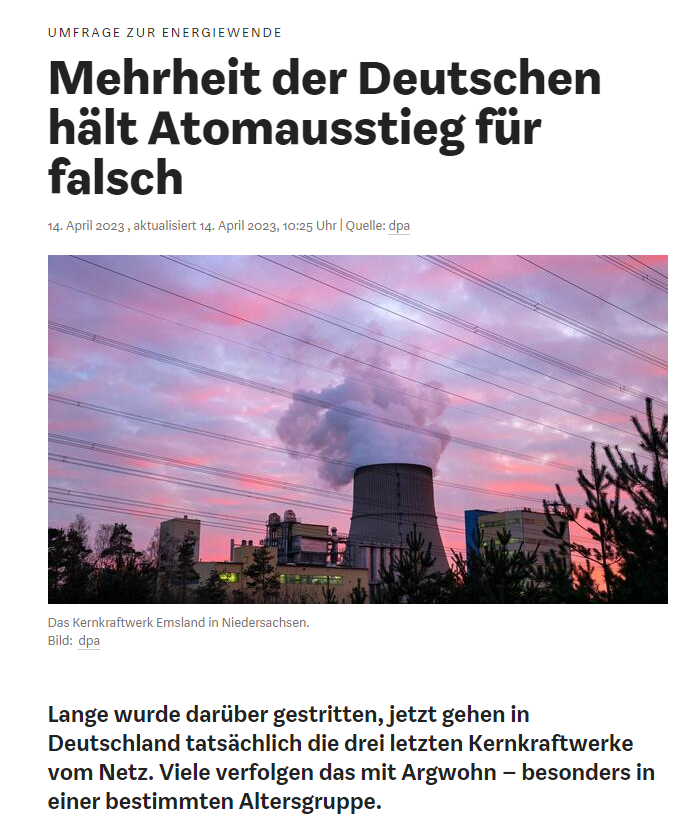 UMFRAGE ZUR ENERGIEWENDE
Mehrheit der Deutschen
hält Atomausstieg für
falsch
14. April 2023 , aktualisiert 14. April 2023, 10:25 Uhr | Quelle: dpa
Das Kernkraftwerk Emsland in Niedersachsen.
Bild: dpa
Lange wurde darüber gestritten, jetzt gehen in
Deutschland tatsächlich die drei letzten Kernkraftwerke
vom Netz. Viele verfolgen das mit Argwohn – besonders in
einer bestimmten Altersgruppe.